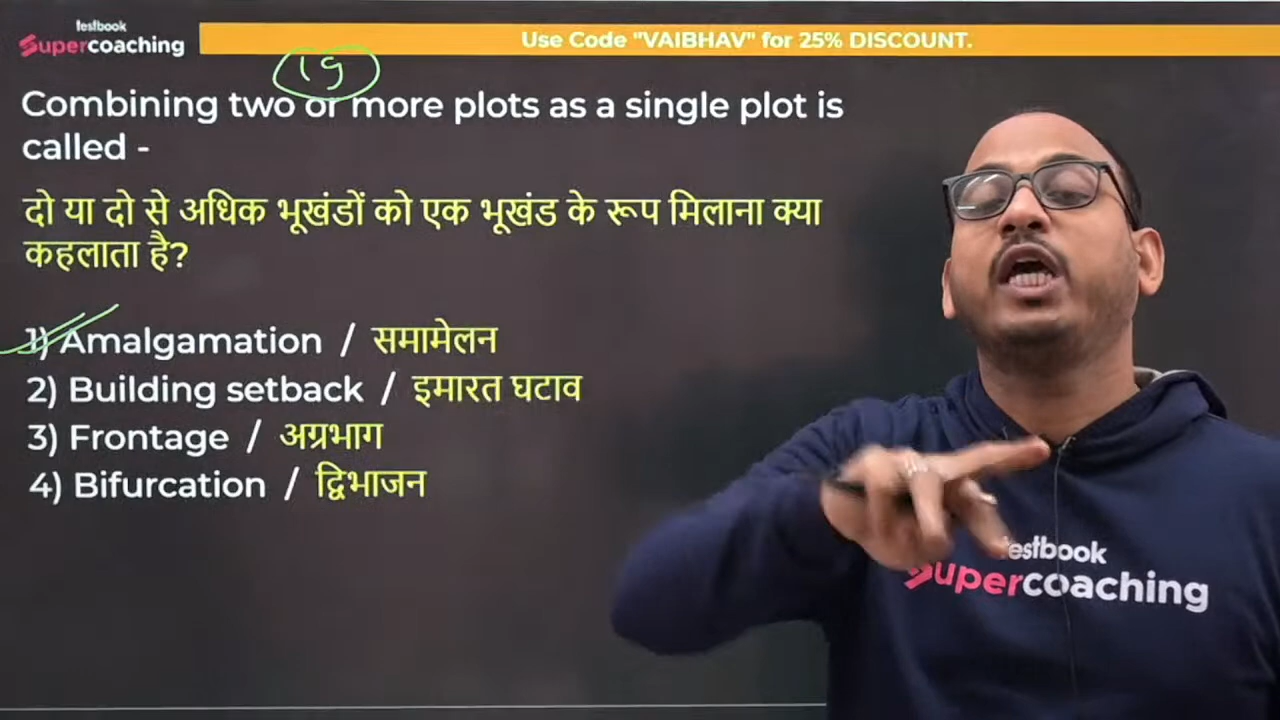 testbook
Supercoaching
Use Code "VAIBHAV" for 25% DISCOUNT.
Combining two or more plots as a single plot is
called -
दो या दो से अधिक भूखंडों को एक भूखंड के रूप मिलाना क्या
कहलाता है?
1) Amalgamation / समामेलन
2) Building setback / इमारत घटाव
3) Frontage / अग्रभाग
4) Bifurcation / द्विभाजन
testbook
Supercoaching